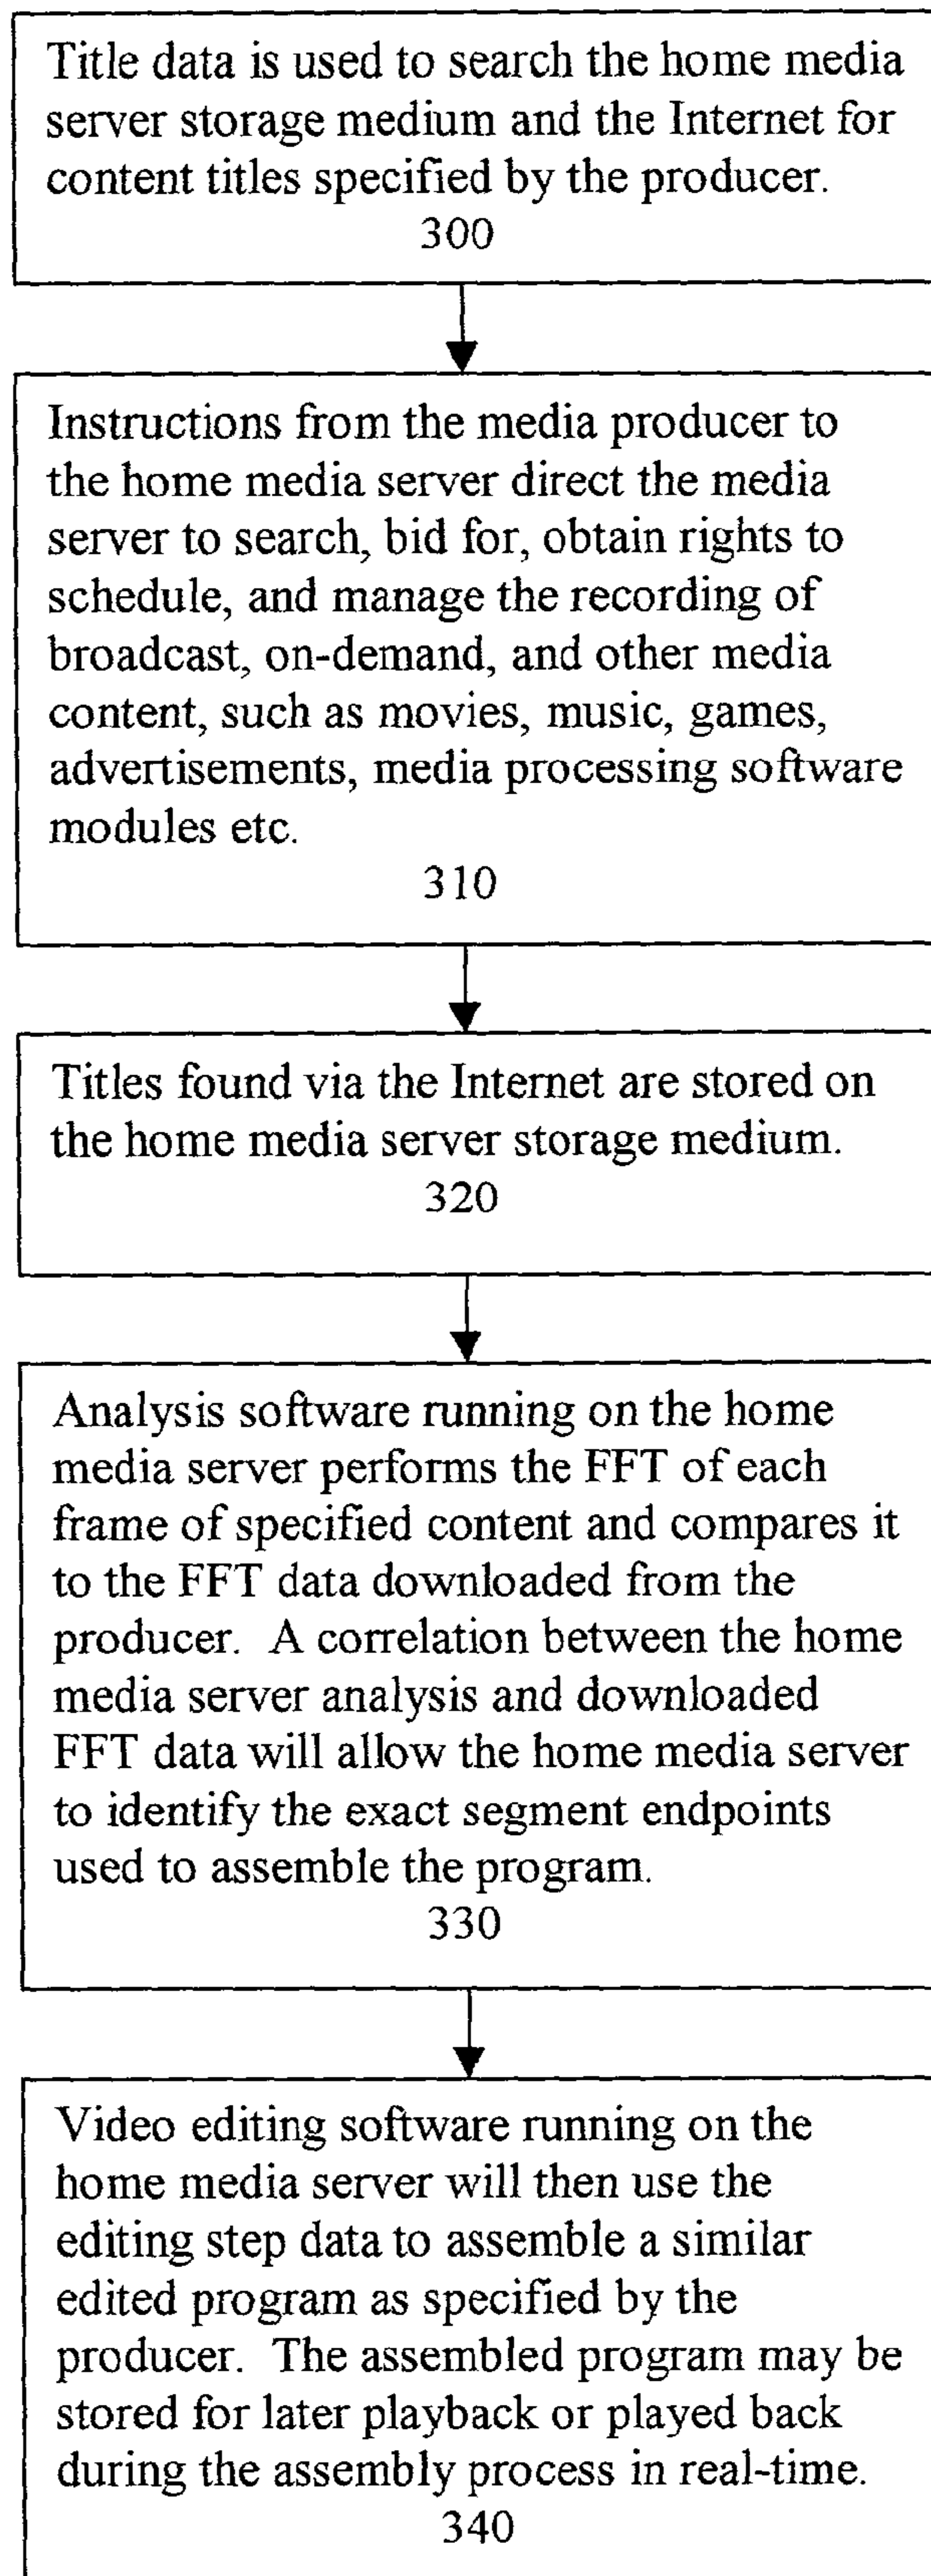 Title data is used to search the home media
server storage medium and the Internet for
content titles specified by the producer.
300
Instructions from the media producer to
the home media server direct the media
server to search, bid for, obtain rights to
schedule, and manage the recording of
broadcast, on-demand, and other media
content, such as movies, music, games,
advertisements, media processing software
modules etc.
310
Titles found via the Internet are stored on
the home media server storage medium.
320
Analysis software running on the home
media server performs the FFT of each
frame of specified content and compares it
to the FFT data downloaded from the
producer.  A correlation between the home
media server analysis and downloaded
FFT data will allow the home media server
to identify the exact segment endpoints
used to assemble the program.
330
Video editing software running on the
home media server will then use the
editing step data to assemble a similar
edited program as specified by the
producer.  The assembled program may be
stored for later playback or played back
during the assembly process in real-time.
340